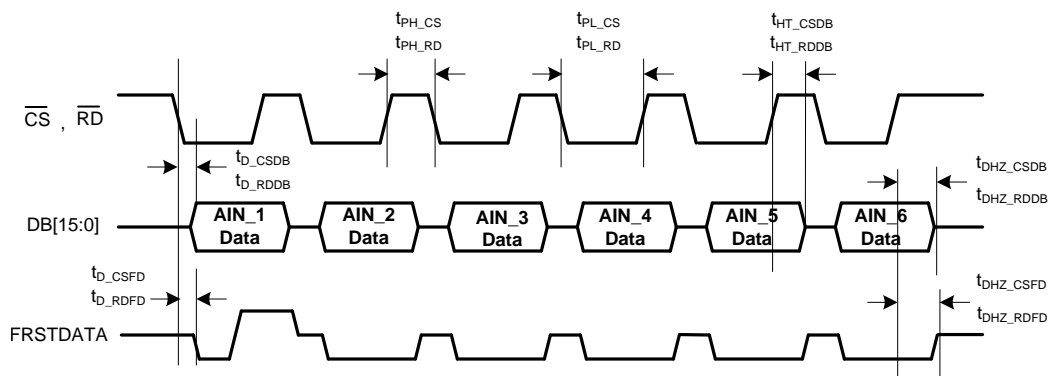 tPH_CS
tPH_RD
tPL_CS
tPL_RD
tHT_CSDB
tHT_RDDB
CS , RD
tD_CSDB
tD_RDDB
tDHZ_CSDB
tDHZ_RDDB
DB[15:0]
AIN_1
Data
AIN_2
Data
AIN_3
Data
AIN_4
Data
AIN_5
Data
AIN_6
Data
tD_CSFD
tD_RDFD
tDHZ_CSFD
tDHZ_RDFD
FRSTDATA